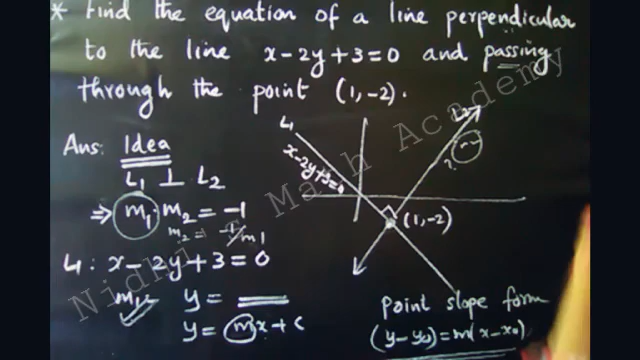 * Find the equation of a line perpendicular
to the line x-2y+3=0 and passing
through the point (1,-2).
Ans: Idea
L1 ⊥ L2
⇒ m1 m2 = -1
m2 = -1/m1
L1: x-2y+3=0
m1
y =
y = mx + c
L1
x-2y+3=0
L2
?
(1,-2)
point slope form
(y-y0)=m(x-x0)
Nidhi's Math Academy